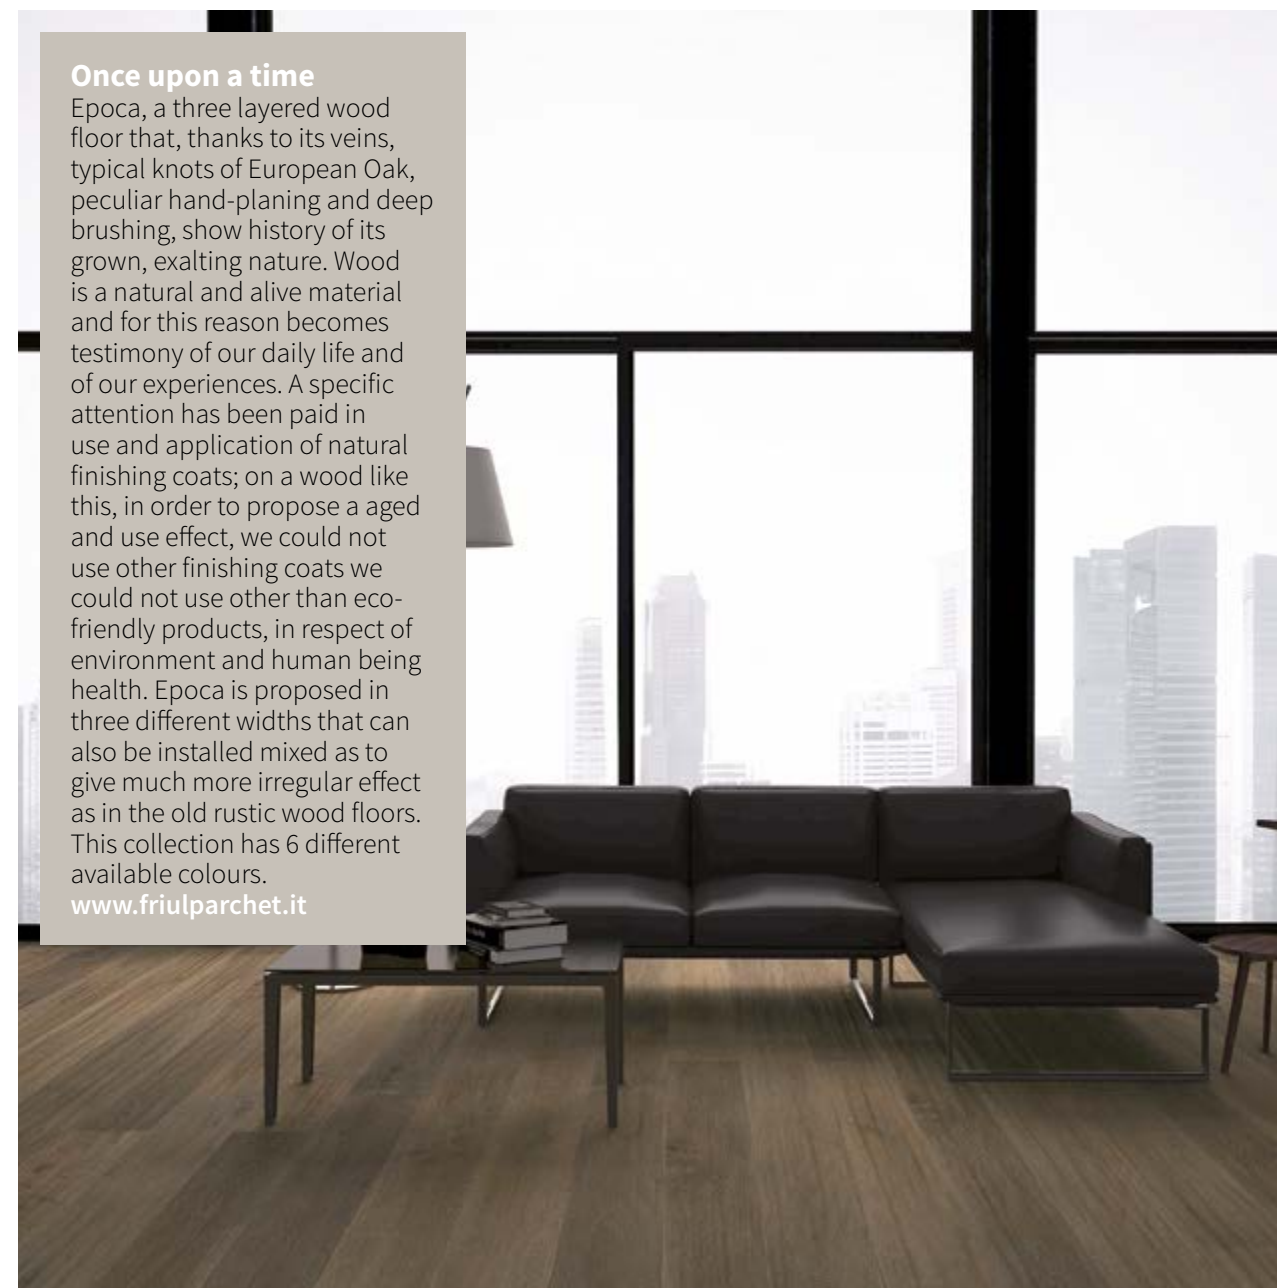 Once upon a time
Epoca, a three layered wood
floor that, thanks to its veins,
typical knots of European Oak,
peculiar hand-planing and deep
brushing, show history of its
grown, exalting nature. Wood
is a natural and alive material
and for this reason becomes
testimony of our daily life and
of our experiences. A specific
attention has been paid in
use and application of natural
finishing coats; on a wood like
this, in order to propose a aged
and use effect, we could not
use other finishing coats we
could not use other than eco-
friendly products, in respect of
environment and human being
health. Epoca is proposed in
three different widths that can
also be installed mixed as to
give much more irregular effect
as in the old rustic wood floors.
This collection has 6 different
available colours.
www.friulparchet.it